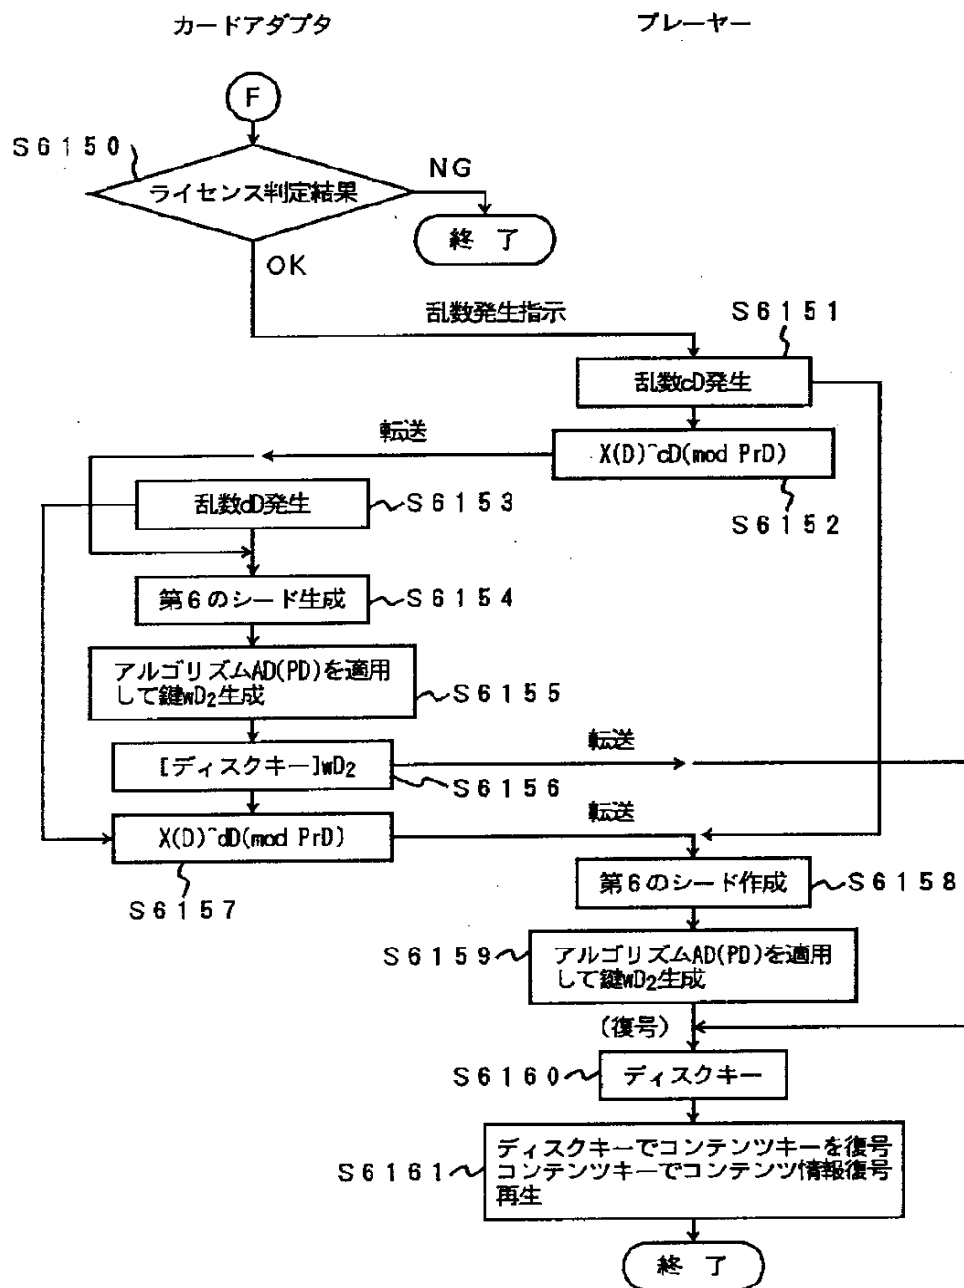 カードアダプタ
プレーヤー
F
S6150
ライセンス判定結果
NG
終 了
OK
乱数発生指示
S6151
乱数cD発生
転送
X(D)^cD(mod PrD)
S6152
乱数dD発生
S6153
第6のシード生成
S6154
アルゴリズムAD(PD)を適用
して鍵wD₂生成
S6155
転送
[ディスクキー]wD₂
S6156
転送
X(D)^dD(mod PrD)
S6157
第6のシード作成
S6158
S6159
アルゴリズムAD(PD)を適用
して鍵wD₂生成
(復号)
S6160
ディスクキー
S6161
ディスクキーでコンテンツキーを復号
コンテンツキーでコンテンツ情報復号
再生
終 了